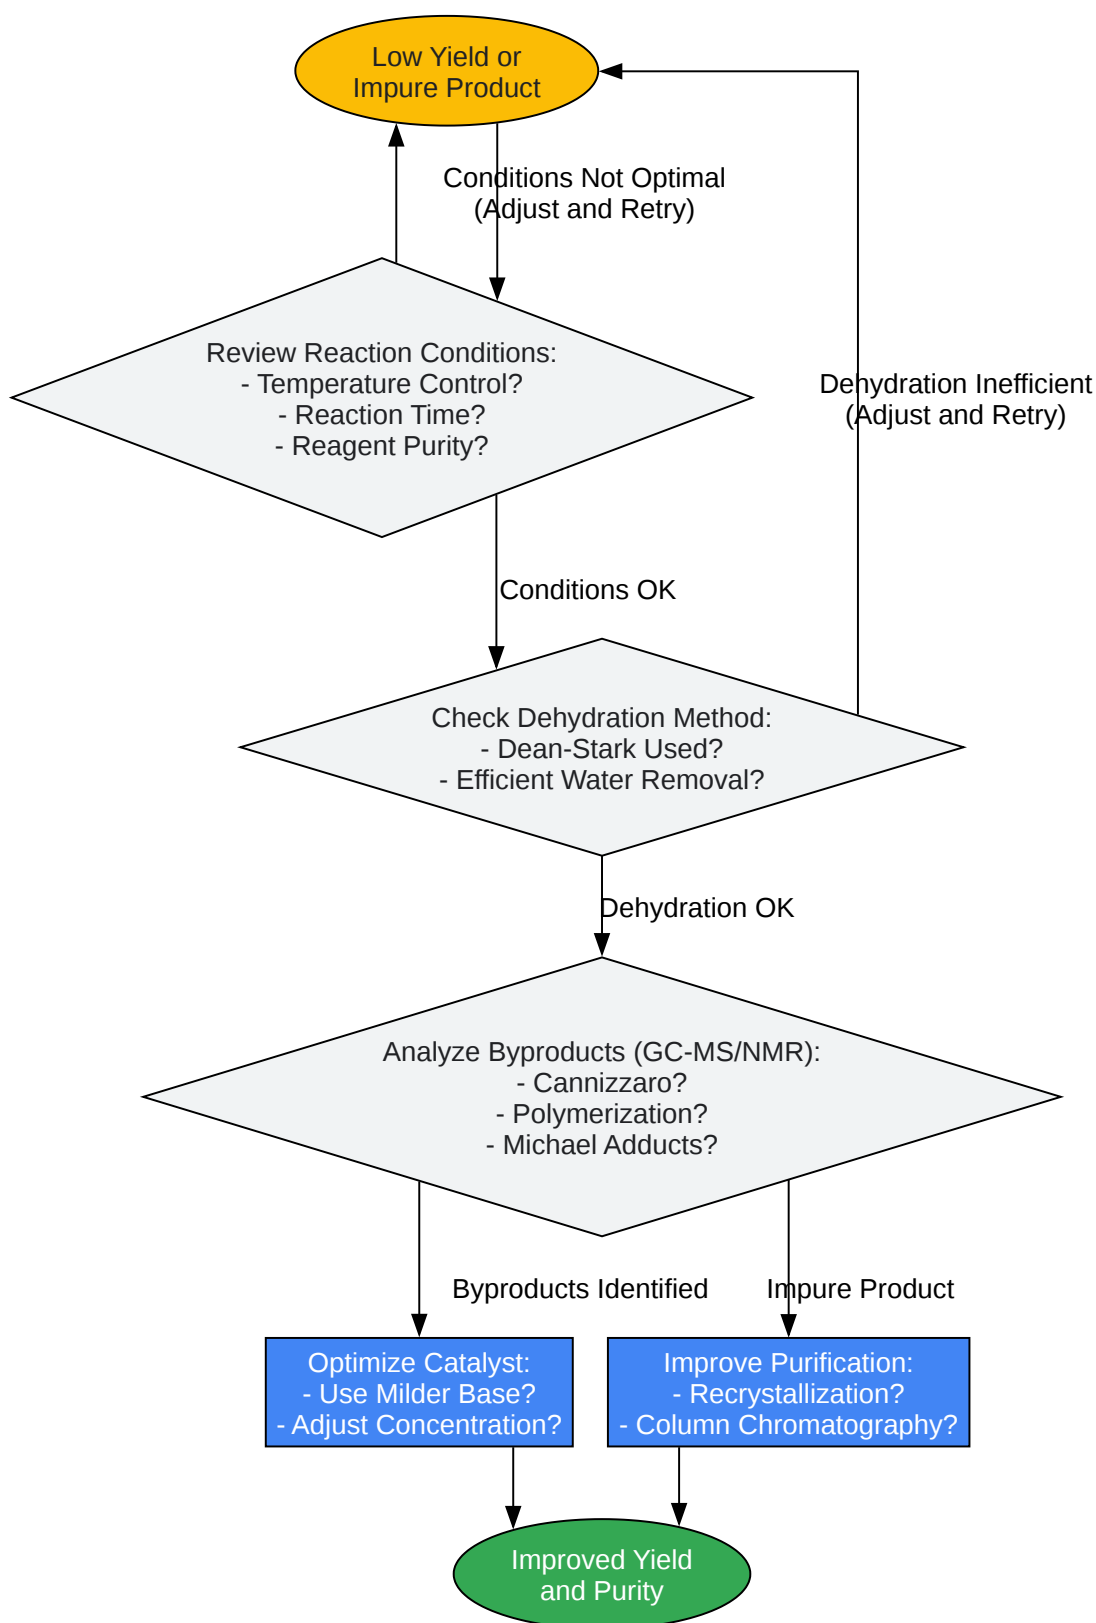 Low Yield or
Impure Product
Conditions Not Optimal
(Adjust and Retry)
Review Reaction Conditions:
- Temperature Control?
- Reaction Time?
- Reagent Purity?
Dehydration Inefficient
(Adjust and Retry)
Conditions OK
Check Dehydration Method:
- Dean-Stark Used?
- Efficient Water Removal?
Dehydration OK
Analyze Byproducts (GC-MS/NMR):
- Cannizzaro?
- Polymerization?
- Michael Adducts?
Byproducts Identified
Impure Product
Optimize Catalyst:
- Use Milder Base?
- Adjust Concentration?
Improve Purification:
- Recrystallization?
- Column Chromatography?
Improved Yield
and Purity